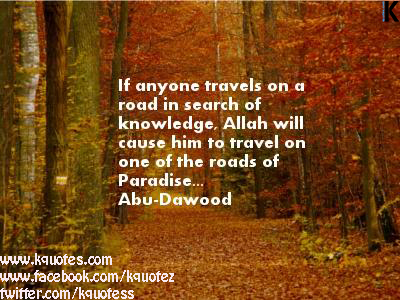 K
If anyone travels on a
road in search of
knowledge, Allah will
cause him to travel on
one of the roads of
Paradise...
Abu-Dawood
www.kquotes.com
www.facebook.com/kquotez
twitter.com/kquotess